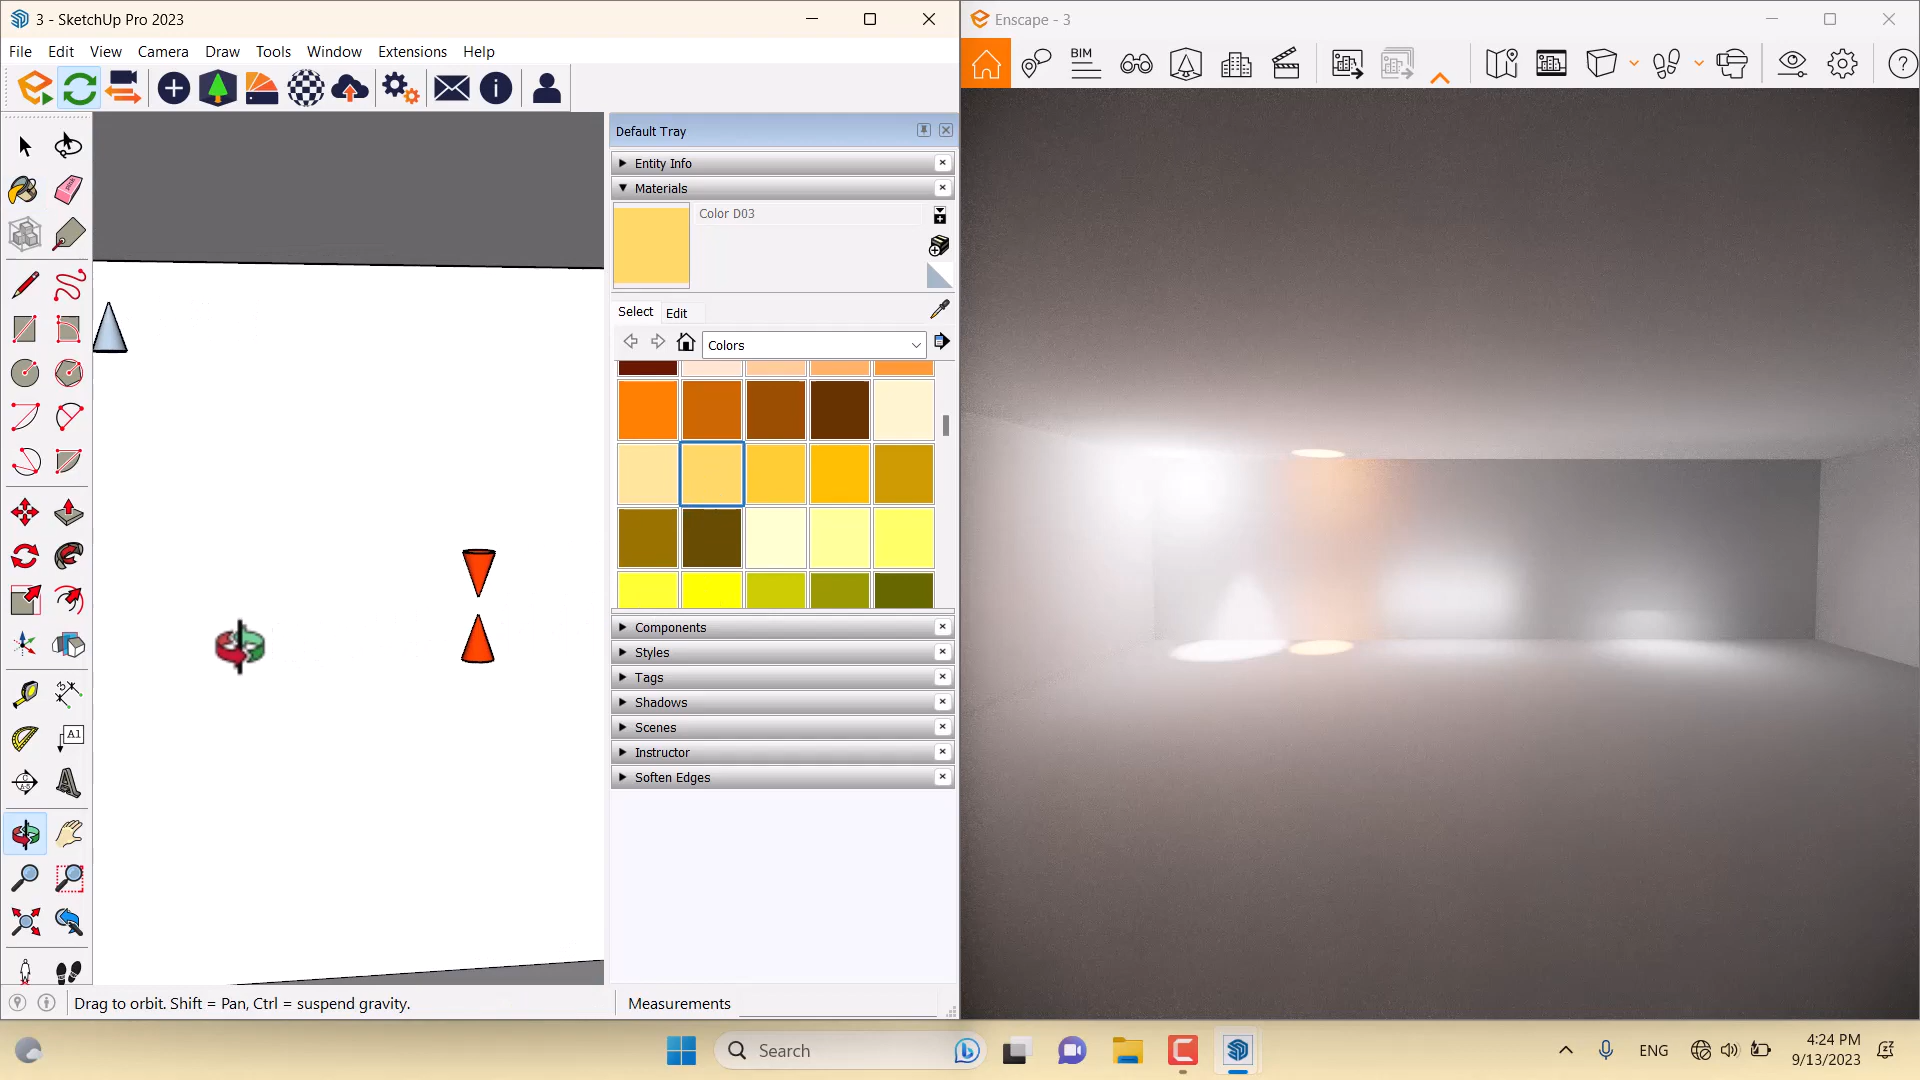 3 - SketchUp Pro 2023
File Edit View Camera Draw Tools Window Extensions Help
Default Tray
Entity Info
Materials
Color D03
Select Edit
Colors
Components
Styles
Tags
Shadows
Scenes
Instructor
Soften Edges
A1
Drag to orbit. Shift = Pan, Ctrl = suspend gravity.
Measurements
Enscape - 3
BIM
Search
ENG
4:24 PM
9/13/2023